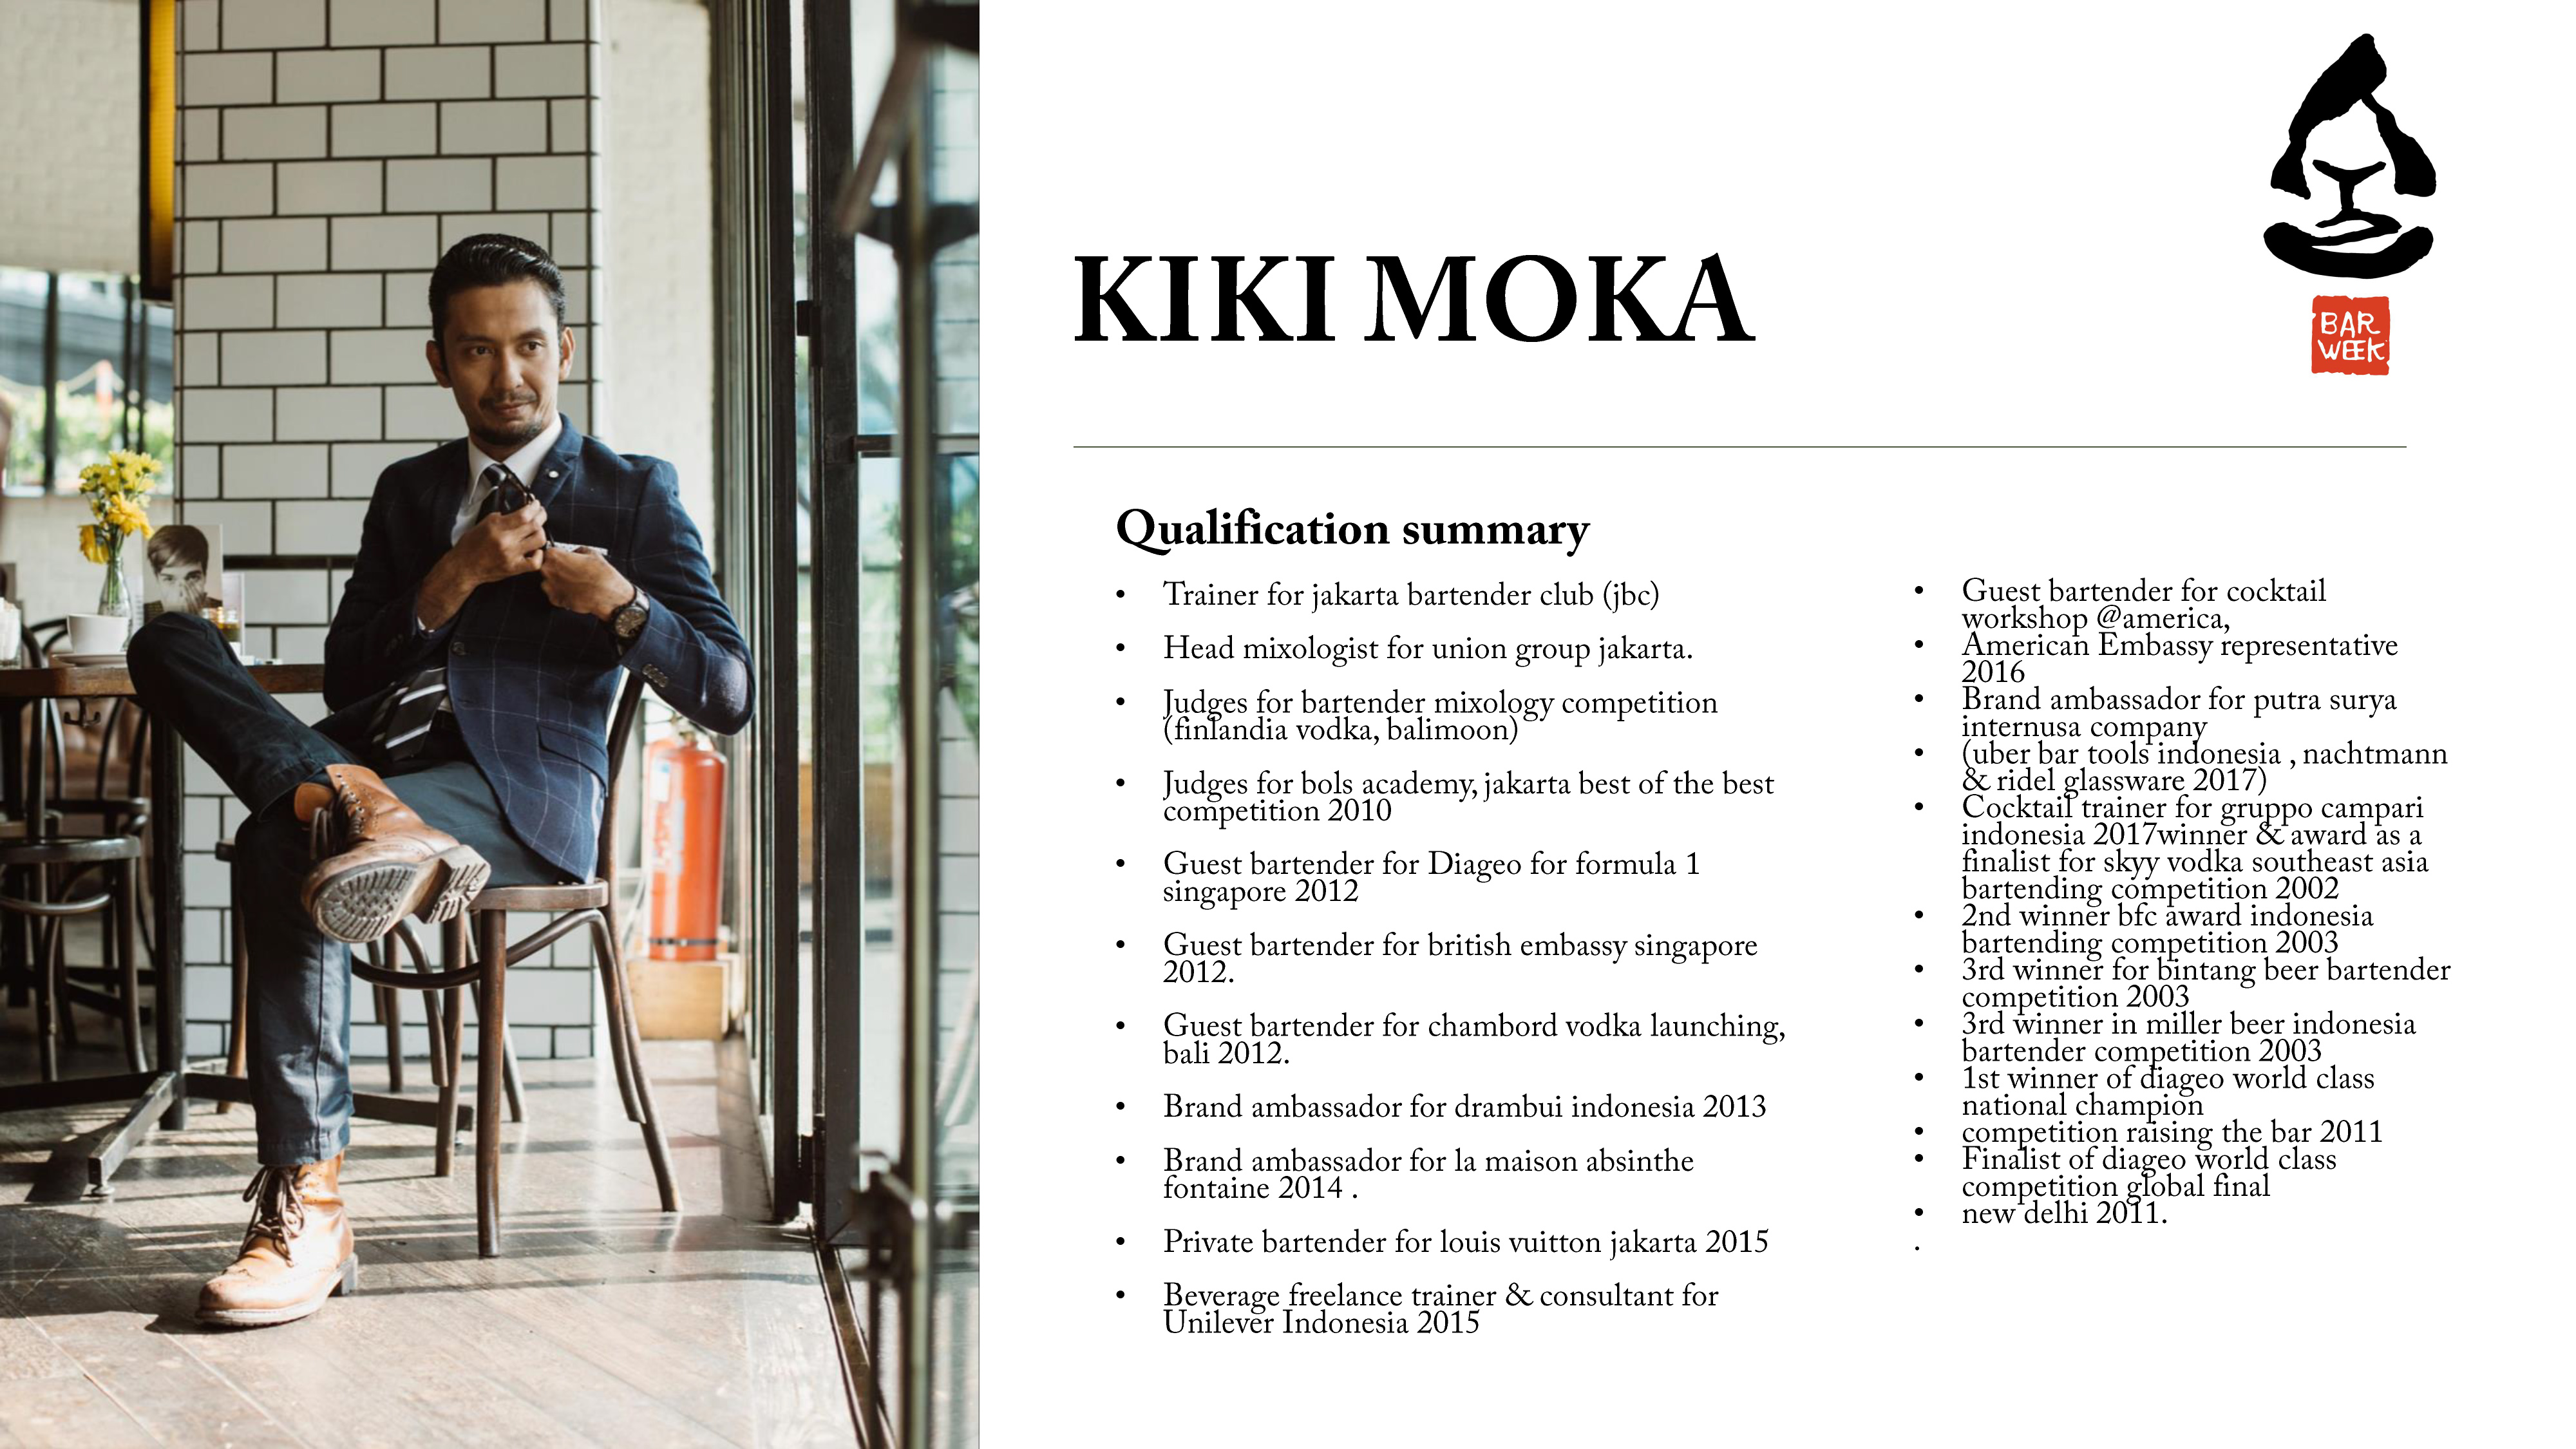 KIKI MOKA
BAR
WEEK
Qualification summary
• Trainer for jakarta bartender club (jbc)
• Head mixologist for union group jakarta.
• Judges for bartender mixology competition
(finlandia vodka, balimoon)
• Judges for bols academy, jakarta best of the best
competition 2010
• Guest bartender for Diageo for formula 1
singapore 2012
• Guest bartender for british embassy singapore
2012.
• Guest bartender for chambord vodka launching,
bali 2012.
• Brand ambassador for drambui indonesia 2013
• Brand ambassador for la maison absinthe
fontaine 2014 .
• Private bartender for louis vuitton jakarta 2015
• Beverage freelance trainer & consultant for
Unilever Indonesia 2015
• Guest bartender for cocktail
workshop @america,
• American Embassy representative
2016
• Brand ambassador for putra surya
internusa company
• (uber bar tools indonesia , nachtmann
& ridel glassware 2017)
• Cocktail trainer for gruppo campari
indonesia 2017winner & award as a
finalist for skyy vodka southeast asia
bartending competition 2002
• 2nd winner bfc award indonesia
bartending competition 2003
• 3rd winner for bintang beer bartender
competition 2003
• 3rd winner in miller beer indonesia
bartender competition 2003
• 1st winner of diageo world class
national champion
• competition raising the bar 2011
• Finalist of diageo world class
competition global final
• new delhi 2011.
.